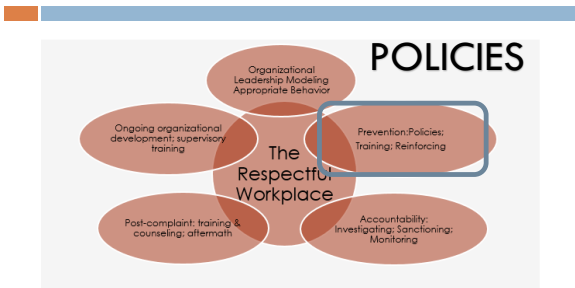 POLICIES
Organizational
Leadership Modeling
Appropriate Behavior
Ongoing organizational
development; supervisory
training
Prevention:Policies;
Training; Reinforcing
The
Respectful
Workplace
Post-complaint: training &
counseling; aftermath
Accountability:
Investigating; Sanctioning;
Monitoring